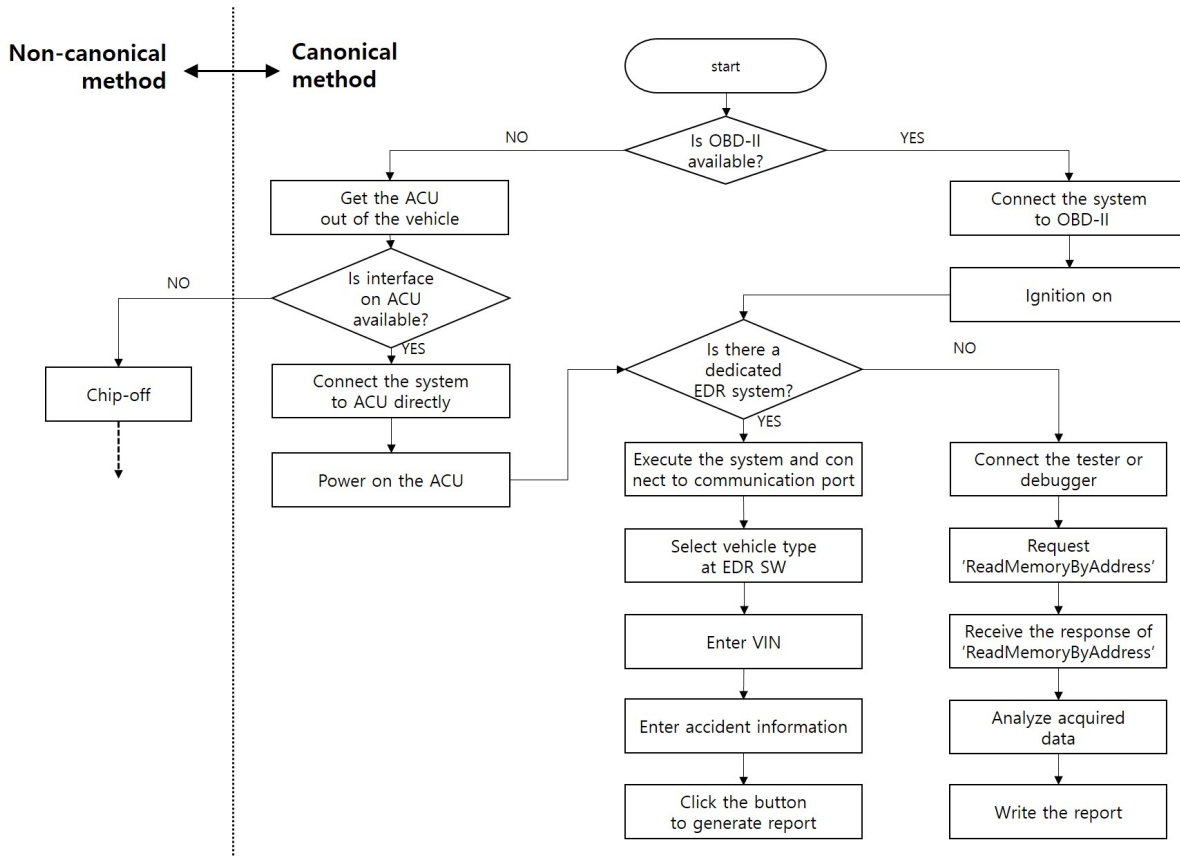 Non-canonical
method
Canonical
method
start
NO
Is OBD-II
available?
YES
Get the ACU
out of the vehicle
Connect the system
to OBD-II
NO
Is interface
on ACU
available?
Ignition on
YES
Is there a
dedicated
EDR system?
NO
Chip-off
Connect the system
to ACU directly
YES
Power on the ACU
Execute the system and con
nect to communication port
Connect the tester or
debugger
Select vehicle type
at EDR SW
Request
‘ReadMemoryByAddress’
Enter VIN
Receive the response of
‘ReadMemoryByAddress’
Enter accident information
Analyze acquired
data
Click the button
to generate report
Write the report